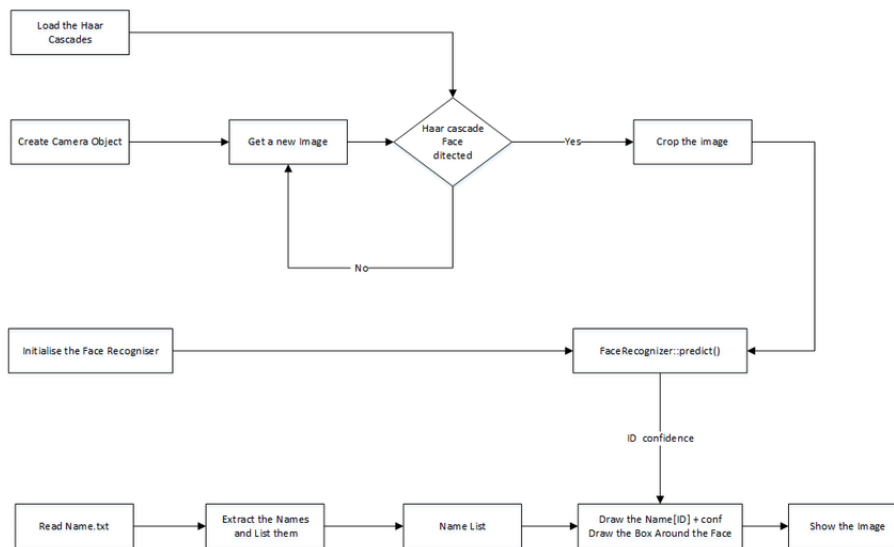 Load the Haar
Cascades
Create Camera Object
Get a new Image
Haar cascade
Face
ditected
Yes
Crop the image
No
Initialise the Face Recogniser
FaceRecognizer::predict()
ID confidence
Read Name.txt
Extract the Names
and List them
Name List
Draw the Name[ID] + conf
Draw the Box Around the Face
Show the Image